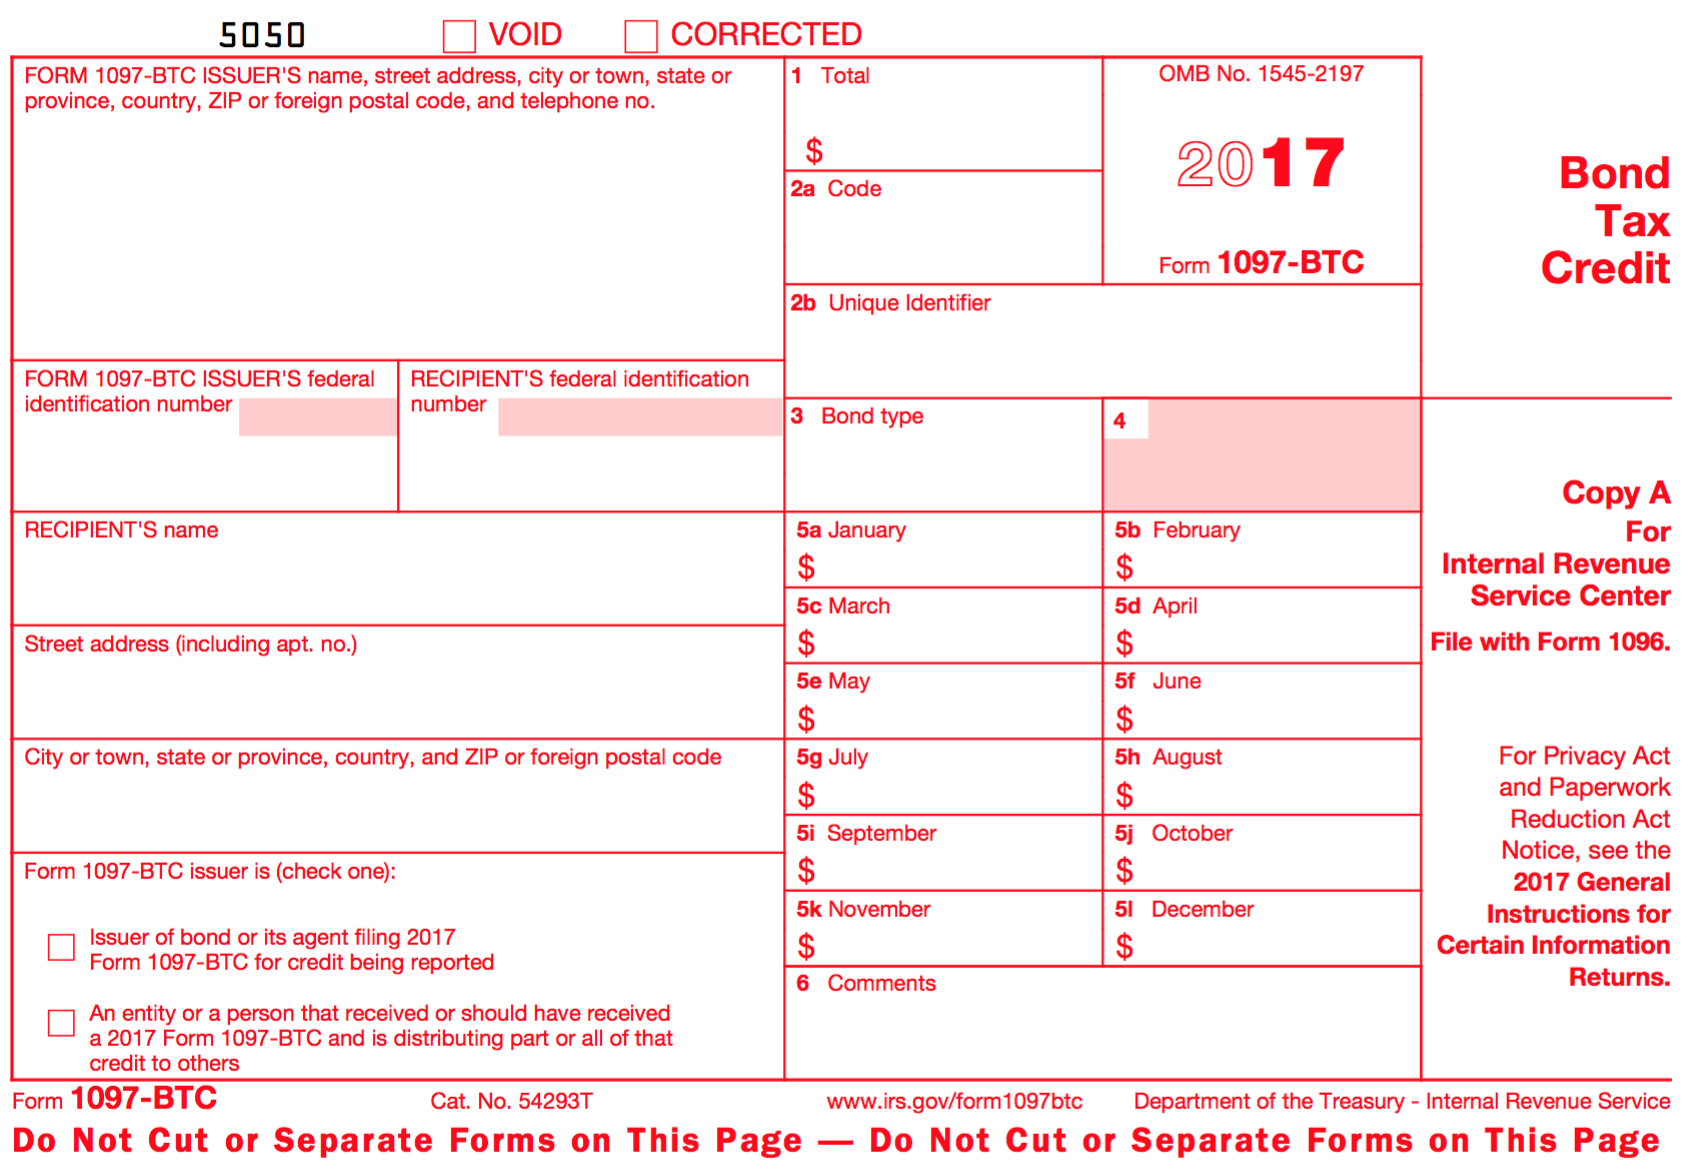 5050 VOID CORRECTED
FORM 1097-BTC ISSUER'S name, street address, city or town, state or
province, country, ZIP or foreign postal code, and telephone no.
1 Total
$
OMB No. 1545-2197
2017
Form 1097-BTC
Bond
Tax
Credit
2a Code
2b Unique Identifier
FORM 1097-BTC ISSUER'S federal
identification number
RECIPIENT'S federal identification
number
3 Bond type
4
Copy A
For
Internal Revenue
Service Center
File with Form 1096.
RECIPIENT'S name
5a January
$
5b February
$
5c March
$
5d April
$
Street address (including apt. no.)
5e May
$
5f June
$
City or town, state or province, country, and ZIP or foreign postal code
5g July
$
5h August
$
5i September
$
5j October
$
5k November
$
5l December
$
For Privacy Act
and Paperwork
Reduction Act
Notice, see the
2017 General
Instructions for
Certain Information
Returns.
Form 1097-BTC issuer is (check one):
Issuer of bond or its agent filing 2017
Form 1097-BTC for credit being reported
An entity or a person that received or should have received
a 2017 Form 1097-BTC and is distributing part or all of that
credit to others
6 Comments
Form 1097-BTC Cat. No. 54293T www.irs.gov/form1097btc Department of the Treasury - Internal Revenue Service
Do Not Cut or Separate Forms on This Page — Do Not Cut or Separate Forms on This Page